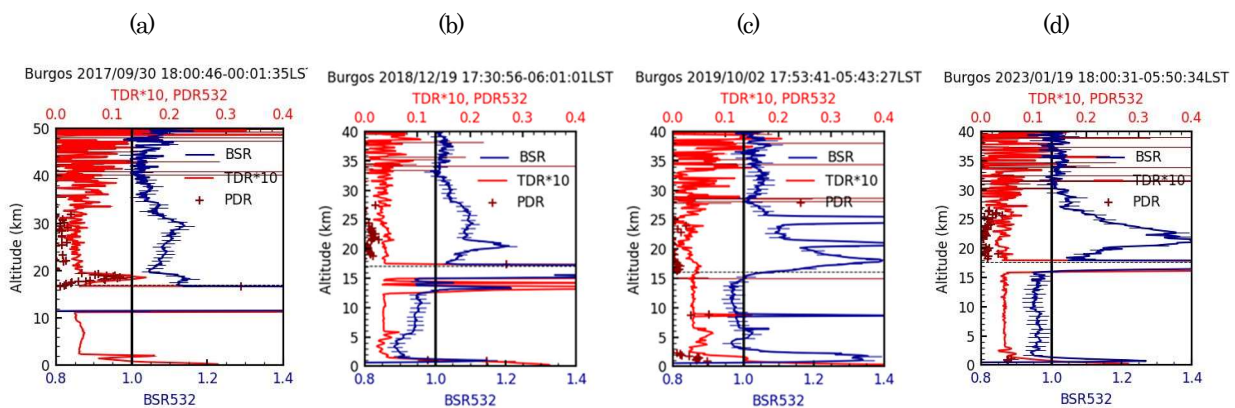 (a) (b) (c) (d)
Burgos 2017/09/30 18:00:46-00:01:35LST
TDR*10, PDR532
0.0 0.1 0.2 0.3 0.4
50
40
30
20
10
0
Altitude (km)
BSR
TDR*10
PDR
0.8 1.0 1.2 1.4
BSR532
Burgos 2018/12/19 17:30:56-06:01:01LST
TDR*10, PDR532
0.0 0.1 0.2 0.3 0.4
40
35
30
25
20
15
10
5
0
Altitude (km)
BSR
TDR*10
PDR
0.8 1.0 1.2 1.4
BSR532
Burgos 2019/10/02 17:53:41-05:43:27LST
TDR*10, PDR532
0.0 0.1 0.2 0.3 0.4
40
35
30
25
20
15
10
5
0
Altitude (km)
BSR
TDR*10
PDR
0.8 1.0 1.2 1.4
BSR532
Burgos 2023/01/19 18:00:31-05:50:34LST
TDR*10, PDR532
0.0 0.1 0.2 0.3 0.4
40
35
30
25
20
15
10
5
0
Altitude (km)
BSR
TDR*10
PDR
0.8 1.0 1.2 1.4
BSR532